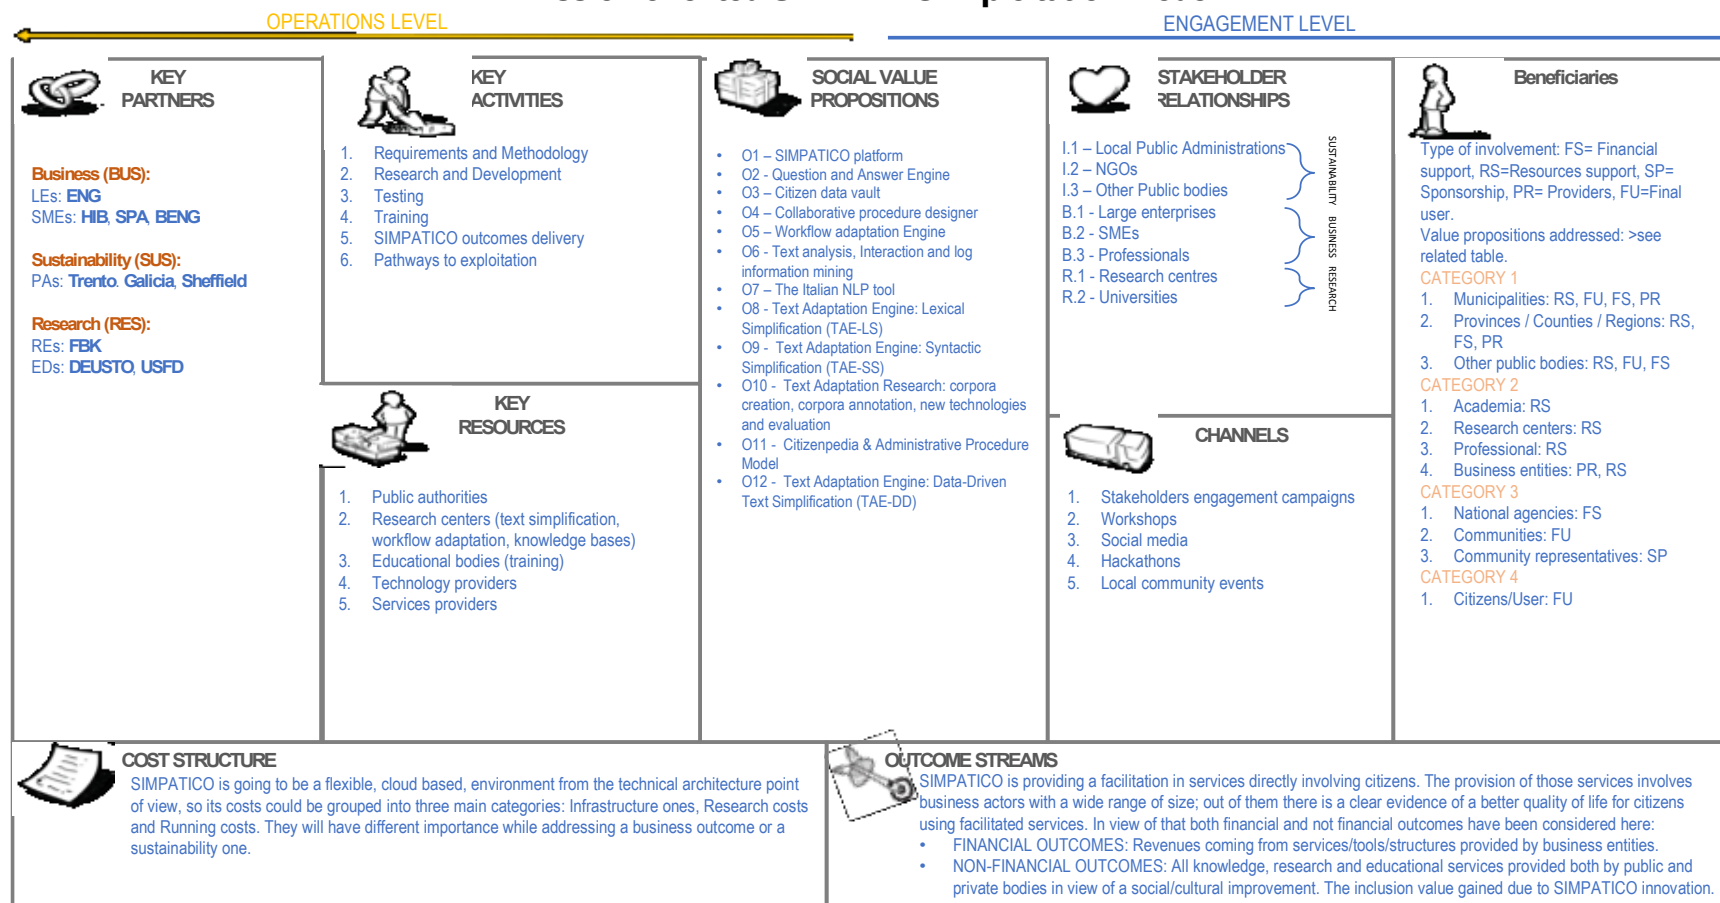 OPERATIONS LEVEL
ENGAGEMENT LEVEL
KEY
PARTNERS
Business (BUS):
LEs: ENG
SMEs: HIB, SPA, BENG
Sustainability (SUS):
PAs: Trento. Galicia, Sheffield
Research (RES):
REs: FBK
EDs: DEUSTO, USFD
KEY
ACTIVITIES
1. Requirements and Methodology
2. Research and Development
3. Testing
4. Training
5. SIMPATICO outcomes delivery
6. Pathways to exploitation
KEY
RESOURCES
1. Public authorities
2. Research centers (text simplification,
workflow adaptation, knowledge bases)
3. Educational bodies (training)
4. Technology providers
5. Services providers
SOCIAL VALUE
PROPOSITIONS
• O1 – SIMPATICO platform
• O2 - Question and Answer Engine
• O3 – Citizen data vault
• O4 – Collaborative procedure designer
• O5 – Workflow adaptation Engine
• O6 - Text analysis, Interaction and log
information mining
• O7 – The Italian NLP tool
• O8 - Text Adaptation Engine: Lexical
Simplification (TAE-LS)
• O9 - Text Adaptation Engine: Syntactic
Simplification (TAE-SS)
• O10 - Text Adaptation Research: corpora
creation, corpora annotation, new technologies
and evaluation
• O11 - Citizenpedia & Administrative Procedure
Model
• O12 - Text Adaptation Engine: Data-Driven
Text Simplification (TAE-DD)
STAKEHOLDER
RELATIONSHIPS
I.1 – Local Public Administrations
I.2 – NGOs
I.3 – Other Public bodies
B.1 - Large enterprises
B.2 – SMEs
B.3 – Professionals
R.1 - Research centres
R.2 - Universities
SUSTAINABILITY BUSINESS RESEARCH
CHANNELS
1. Stakeholders engagement campaigns
2. Workshops
3. Social media
4. Hackathons
5. Local community events
Beneficiaries
Type of involvement: FS= Financial
support, RS=Resources support, SP=
Sponsorship, PR= Providers, FU=Final
user.
Value propositions addressed: >see
related table.
CATEGORY 1
1. Municipalities: RS, FU, FS, PR
2. Provinces / Counties / Regions: RS,
FS, PR
3. Other public bodies: RS, FU, FS
CATEGORY 2
1. Academia: RS
2. Research centers: RS
3. Professional: RS
4. Business entities: PR, RS
CATEGORY 3
1. National agencies: FS
2. Communities: FU
3. Community representatives: SP
CATEGORY 4
1. Citizens/User: FU
COST STRUCTURE
SIMPATICO is going to be a flexible, cloud based, environment from the technical architecture point
of view, so its costs could be grouped into three main categories: Infrastructure ones, Research costs
and Running costs. They will have different importance while addressing a business outcome or a
sustainability one.
OUTCOME STREAMS
SIMPATICO is providing a facilitation in services directly involving citizens. The provision of those services involves
business actors with a wide range of size; out of them there is a clear evidence of a better quality of life for citizens
using facilitated services. In view of that both financial and not financial outcomes have been considered here:
• FINANCIAL OUTCOMES: Revenues coming from services/tools/structures provided by business entities.
• NON-FINANCIAL OUTCOMES: All knowledge, research and educational services provided both by public and
private bodies in view of a social/cultural improvement. The inclusion value gained due to SIMPATICO innovation.